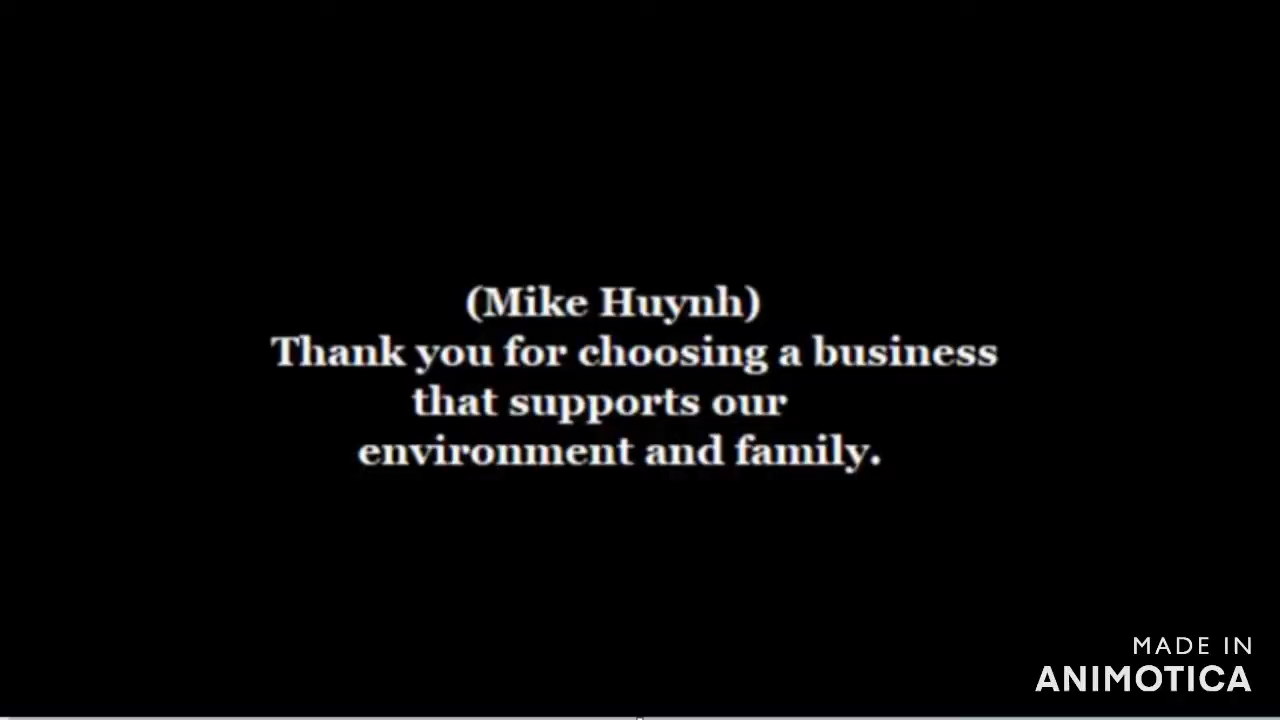 (Mike Huynh)
Thank you for choosing a business
that supports our
environment and family.
MADE IN
ANIMOTICA